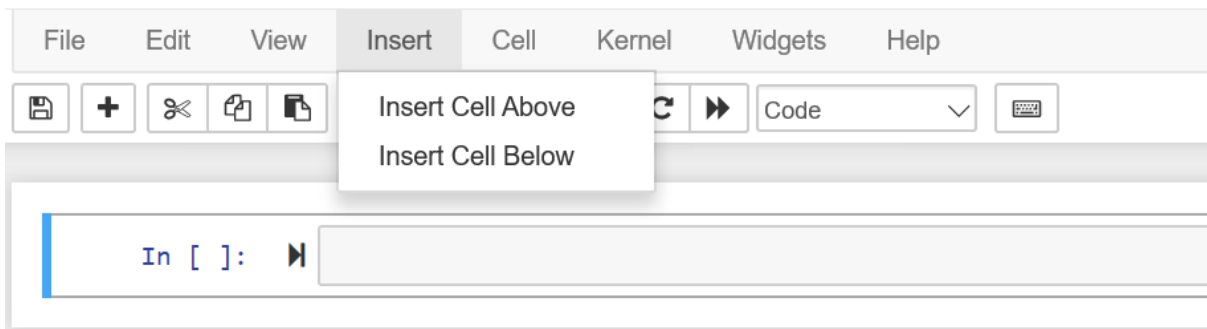 File Edit View Insert Cell Kernel Widgets Help
Insert Cell Above
Code
Insert Cell Below
In [ ]: